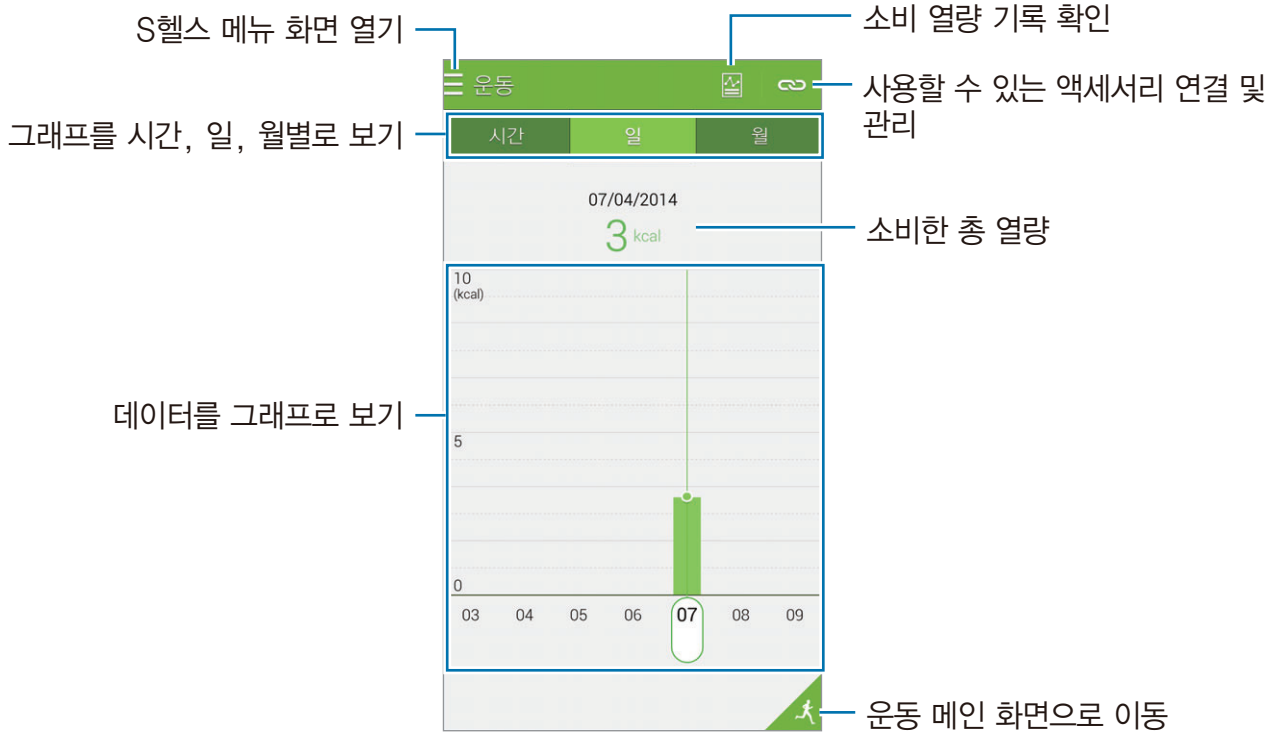 S헬스 메뉴 화면 열기
소비 열량 기록 확인
운동
사용할 수 있는 액세서리 연결 및
관리
그래프를 시간, 일, 월별로 보기
시간 일 월
07/04/2014
3 kcal
소비한 총 열량
10
(kcal)
데이터를 그래프로 보기
5
0
03 04 05 06 07 08 09
운동 메인 화면으로 이동